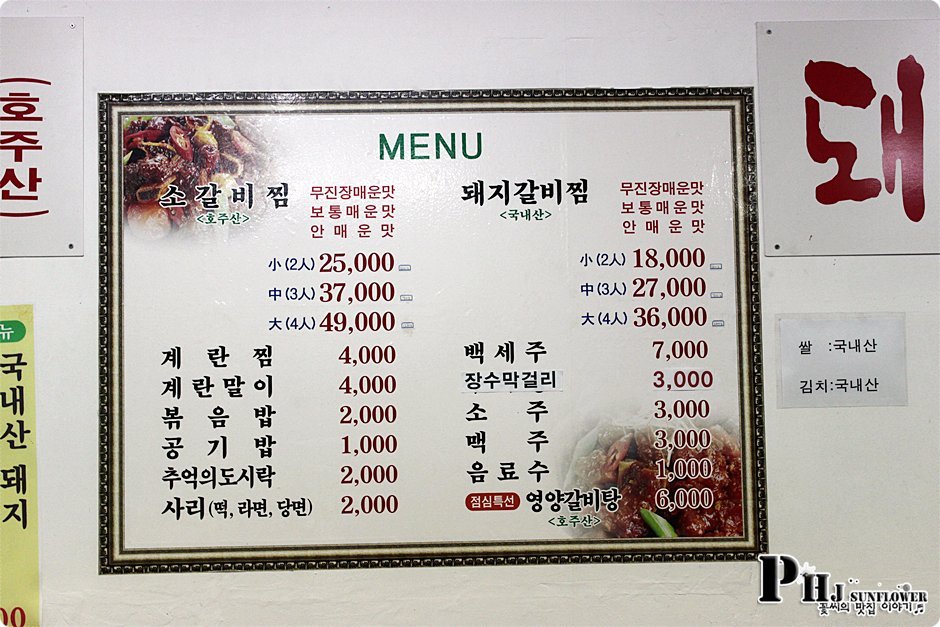 (호주산)
뉴
국내산 돼지
00
MENU
소갈비찜
<호주산>
무진장매운맛
보통매운맛
안매운맛
小(2人) 25,000
中(3人) 37,000
大(4人) 49,000
계란찜 4,000
계란말이 4,000
볶음밥 2,000
공기밥 1,000
추억의도시락 2,000
사리(떡, 라면, 당면) 2,000
돼지갈비찜
<국내산>
무진장매운맛
보통매운맛
안매운맛
小(2人) 18,000
中(3人) 27,000
大(4人) 36,000
백세주 7,000
장수막걸리 3,000
소주 3,000
맥주 3,000
음료수 1,000
점심특선 영양갈비탕 6,000
<호주산>
돼
쌀 :국내산
김치:국내산
PHJ SUNFLOWER
꽃씨의 맛집 이야기♬